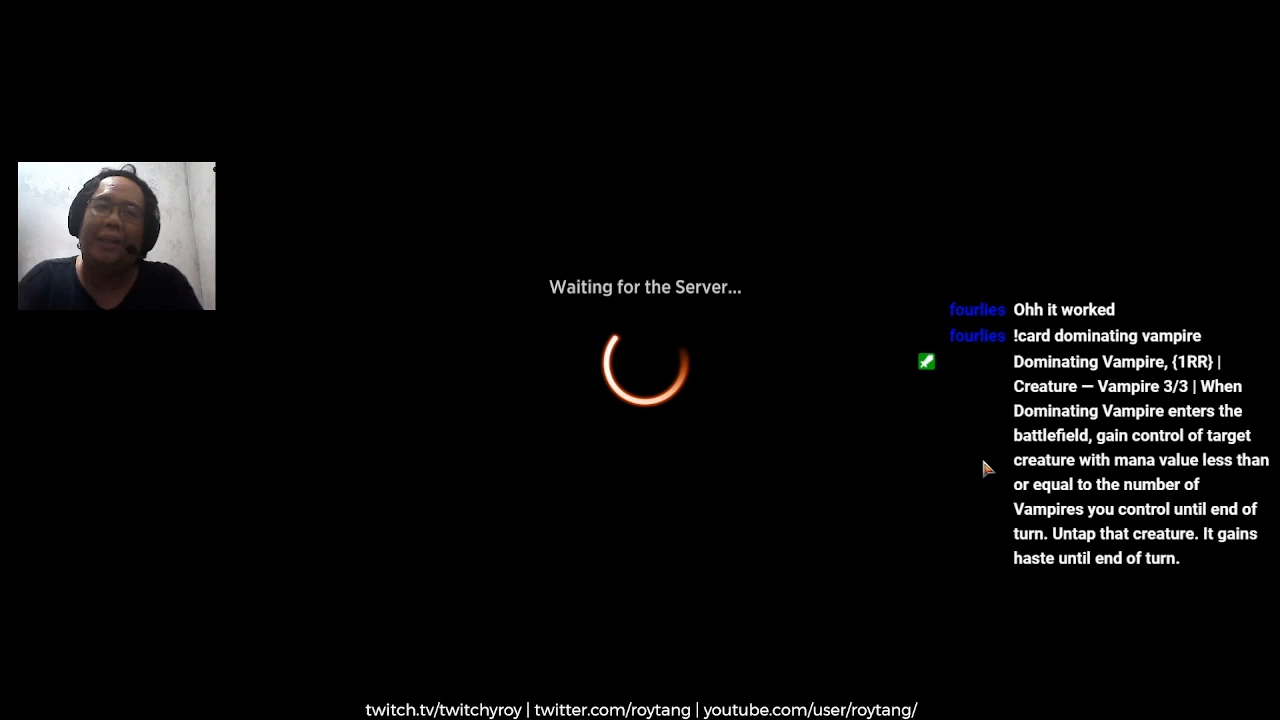 Waiting for the Server...
fourlies Ohh it worked
fourlies !card dominating vampire
Dominating Vampire, {1RR} |
Creature — Vampire 3/3 | When
Dominating Vampire enters the
battlefield, gain control of target
creature with mana value less than
or equal to the number of
Vampires you control until end of
turn. Untap that creature. It gains
haste until end of turn.
twitch.tv/twitchyroy | twitter.com/roytang | youtube.com/user/roytang/